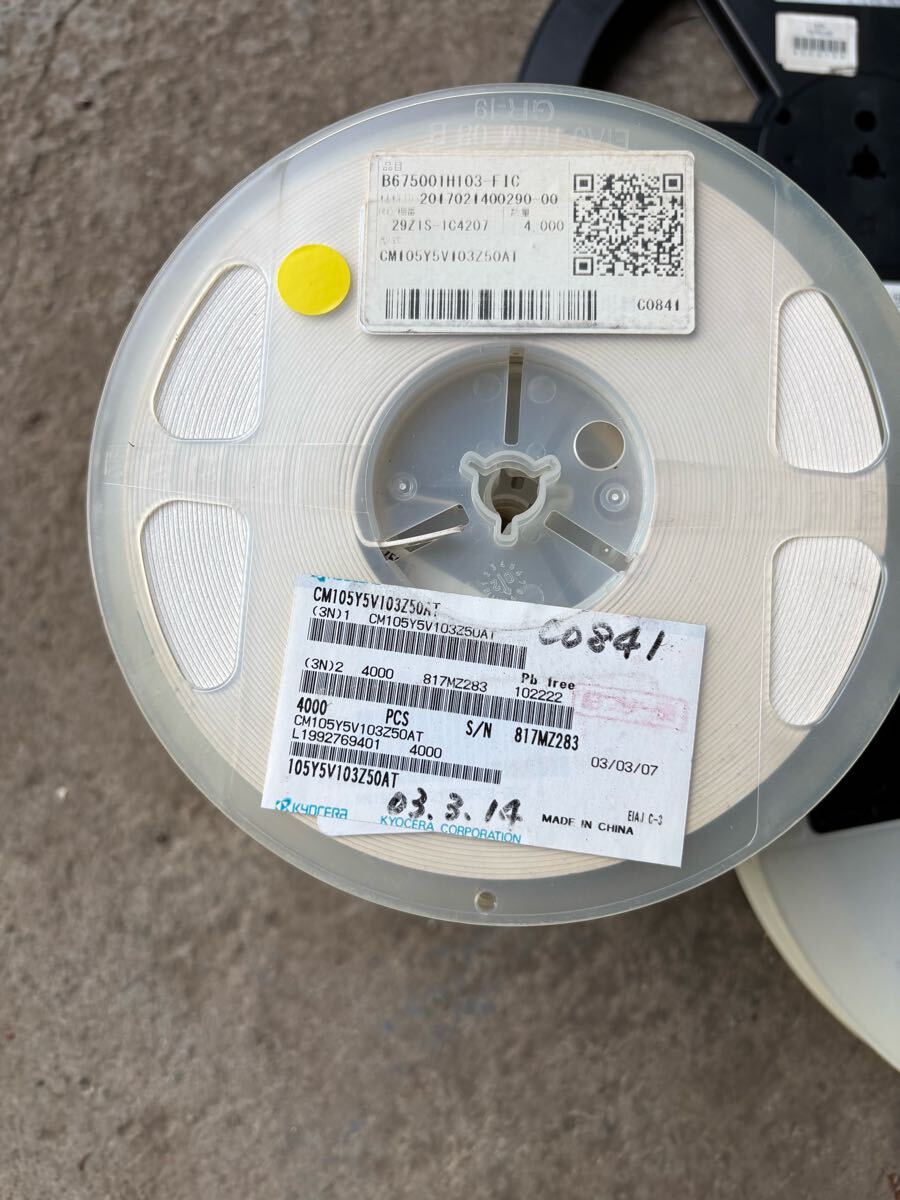 GR-19
品目
B675001H103-F1C
2017021400290-00
29Z1S-1C4207 4,000
CM105Y5V103Z50AT
C0841
CM105Y5V103Z50AT
(3N)1 CM105Y5V103Z50AT
C0841
Pb free
(3N)2 4000 817MZ283 102222
4000 PCS S/N 817MZ283
CM105Y5V103Z50AT
L1992769401 4000
03/03/07
105Y5V103Z50AT
03.3.14
EIAJ C-3
KYOCERA
KYOCERA CORPORATION
MADE IN CHINA